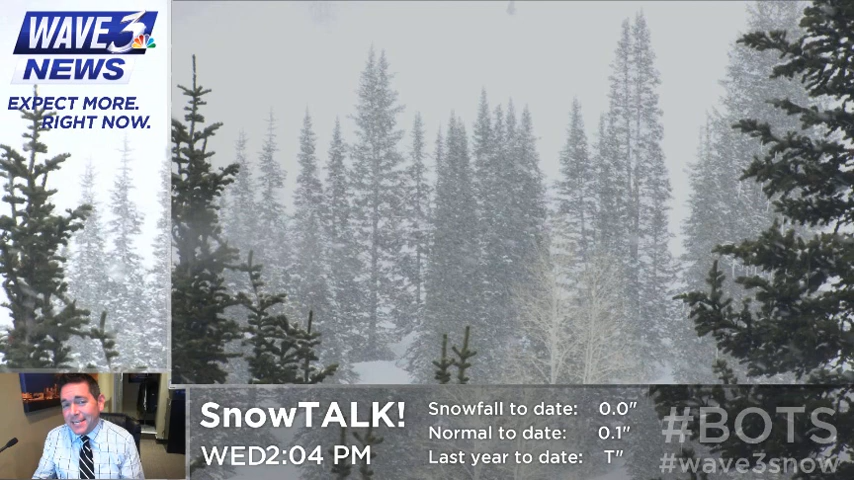 WAVE 3
NEWS
EXPECT MORE.
RIGHT NOW.
SnowTALK!
WED2:04 PM
Snowfall to date: 0.0"
Normal to date: 0.1"
Last year to date: T"
#BOTS
#wave3snow